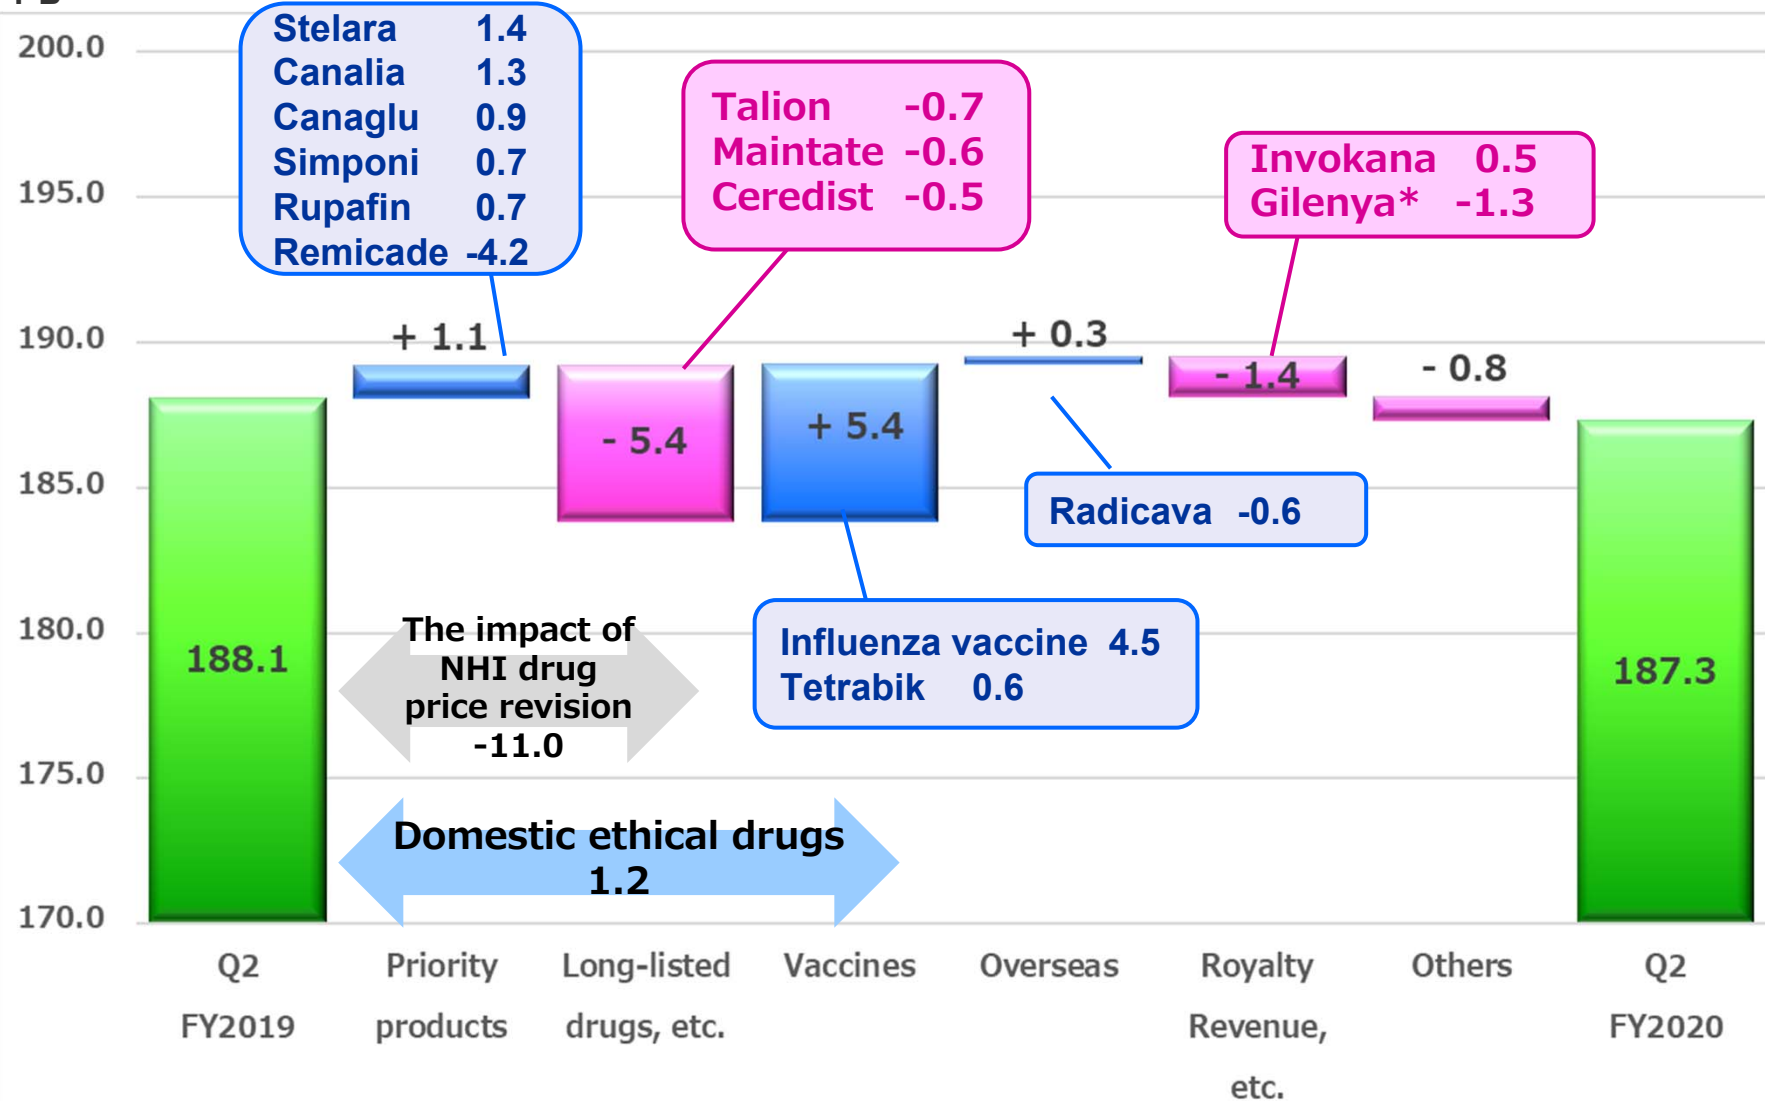 200.0
195.0
190.0
185.0
180.0
175.0
170.0
Stelara 1.4
Canalia 1.3
Canaglu 0.9
Simponi 0.7
Rupafin 0.7
Remicade -4.2
Talion -0.7
Maintate -0.6
Ceredist -0.5
Invokana 0.5
Gilenya* -1.3
+ 1.1
- 5.4
+ 5.4
+ 0.3
- 1.4
- 0.8
Radicava -0.6
Influenza vaccine 4.5
Tetrabik 0.6
188.1
187.3
The impact of
NHI drug
price revision
-11.0
Domestic ethical drugs
1.2
Q2
FY2019
Priority
products
Long-listed
drugs, etc.
Vaccines
Overseas
Royalty
Revenue,
etc.
Others
Q2
FY2020